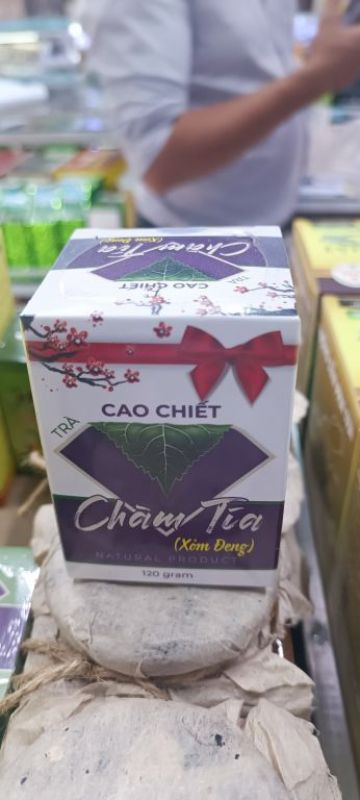 Chàm Tía
(Xôm Đeng)
CAO CHIẾT
TRÀ
TRÀ
CAO CHIẾT
Chàm Tía
(Xôm Đeng)
NATURAL PRODUCT
120 gram